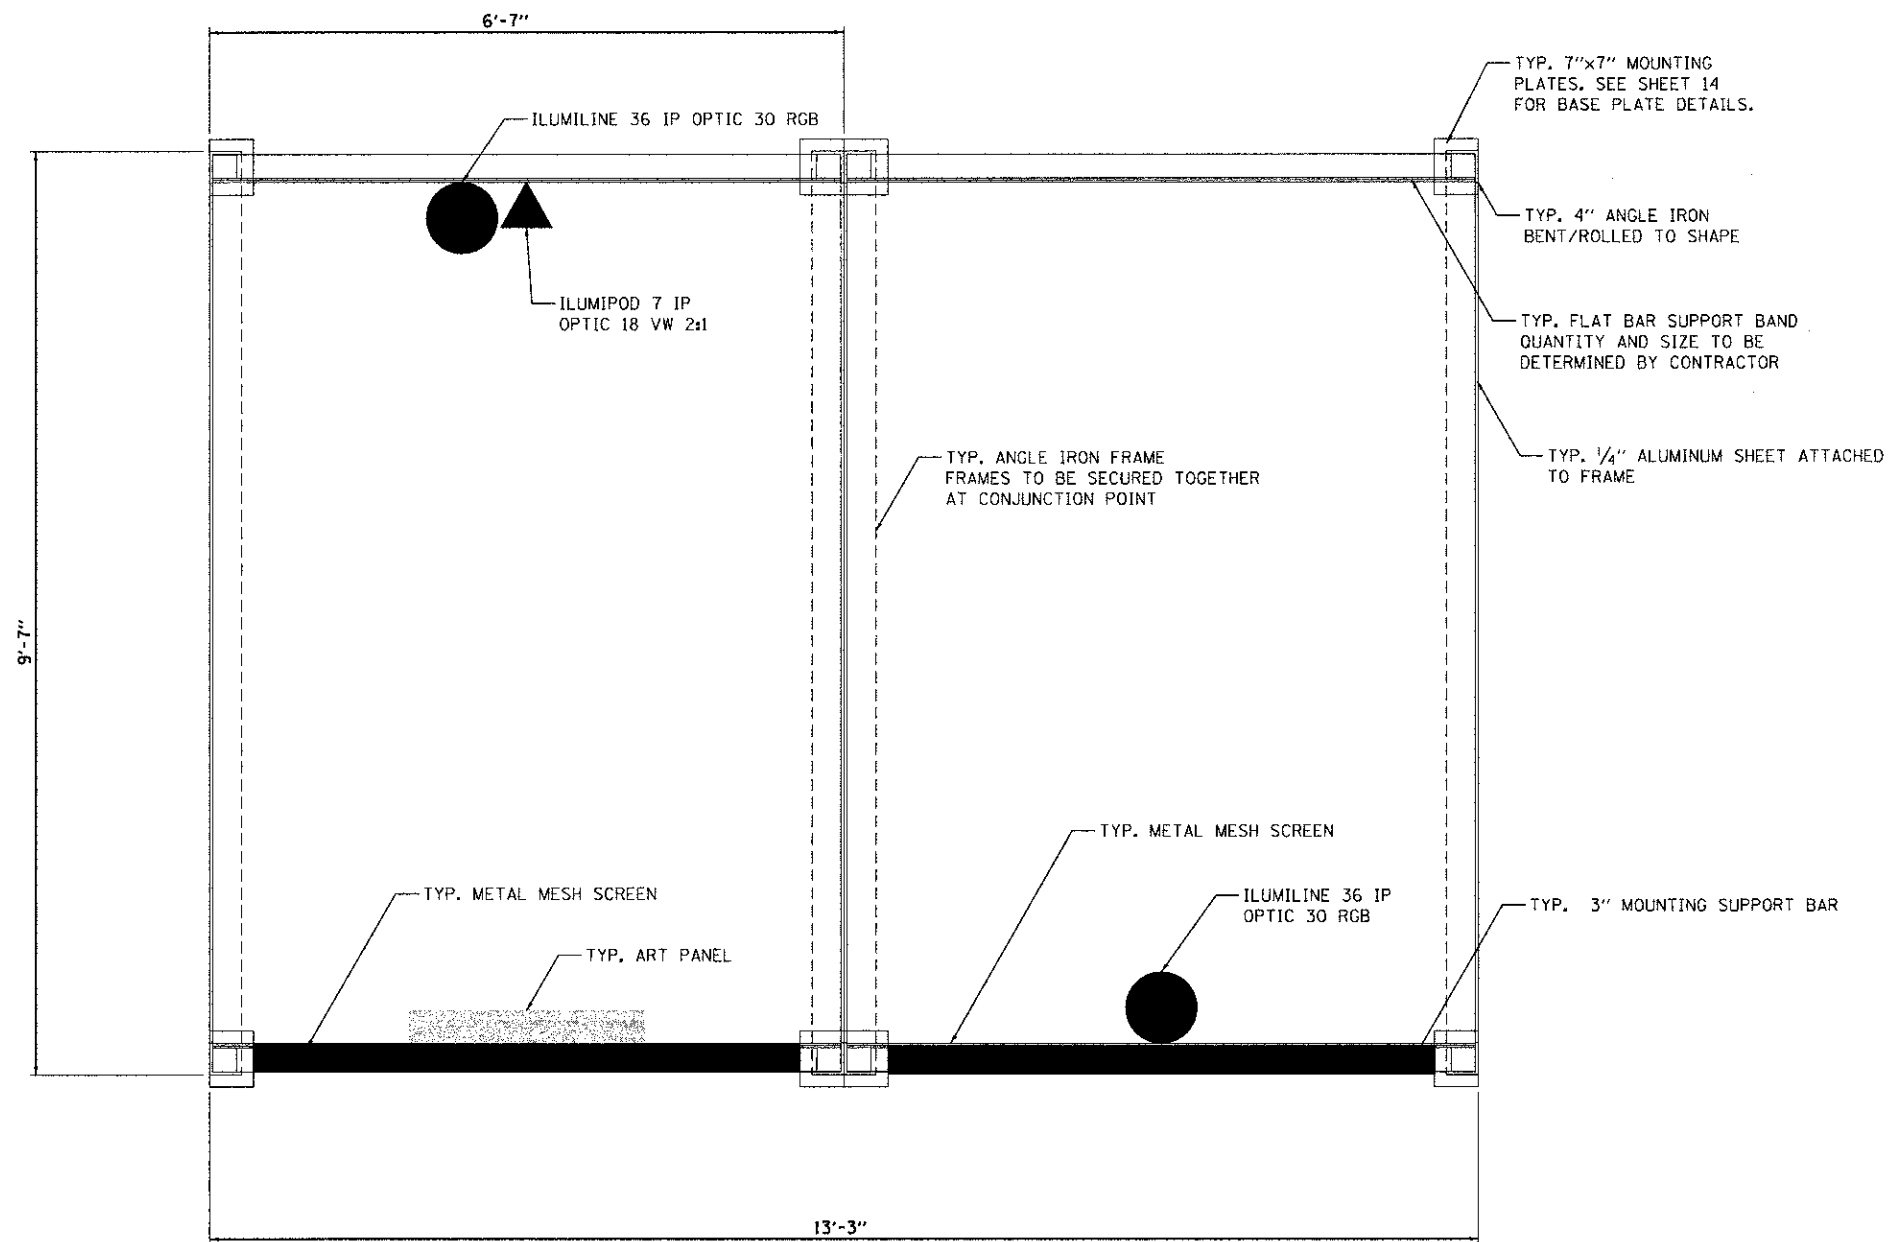 6'-7"
TYP. 7"x7" MOUNTING
PLATES. SEE SHEET 14
FOR BASE PLATE DETAILS.
ILUMILINE 36 IP OPTIC 30 RGB
TYP. 4" ANGLE IRON
BENT/ROLLED TO SHAPE
ILUMIPOD 7 IP
OPTIC 18 VW 2:1
TYP. FLAT BAR SUPPORT BAND
QUANTITY AND SIZE TO BE
DETERMINED BY CONTRACTOR
TYP. ANGLE IRON FRAME
FRAMES TO BE SECURED TOGETHER
AT CONJUNCTION POINT
TYP. 1/4" ALUMINUM SHEET ATTACHED
TO FRAME
9'-7"
TYP. METAL MESH SCREEN
TYP. METAL MESH SCREEN
ILUMILINE 36 IP
OPTIC 30 RGB
TYP. 3" MOUNTING SUPPORT BAR
TYP. ART PANEL
13'-3"